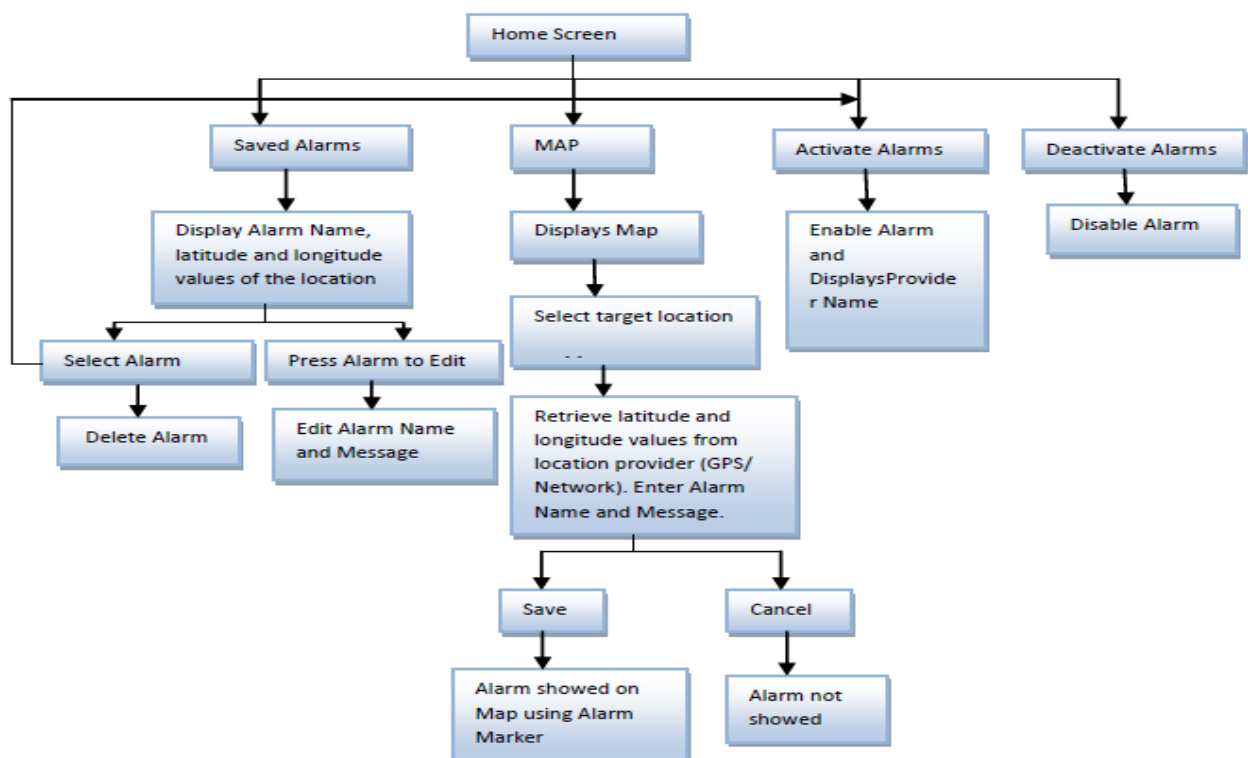 Home Screen
Saved Alarms
MAP
Activate Alarms
Deactivate Alarms
Display Alarm Name,
latitude and longitude
values of the location
Displays Map
Enable Alarm
and
DisplaysProvide
r Name
Disable Alarm
Select target location
Select Alarm
Press Alarm to Edit
Delete Alarm
Edit Alarm Name
and Message
Retrieve latitude and
longitude values from
location provider (GPS/
Network). Enter Alarm
Name and Message.
Save
Cancel
Alarm showed on
Map using Alarm
Marker
Alarm not
showed